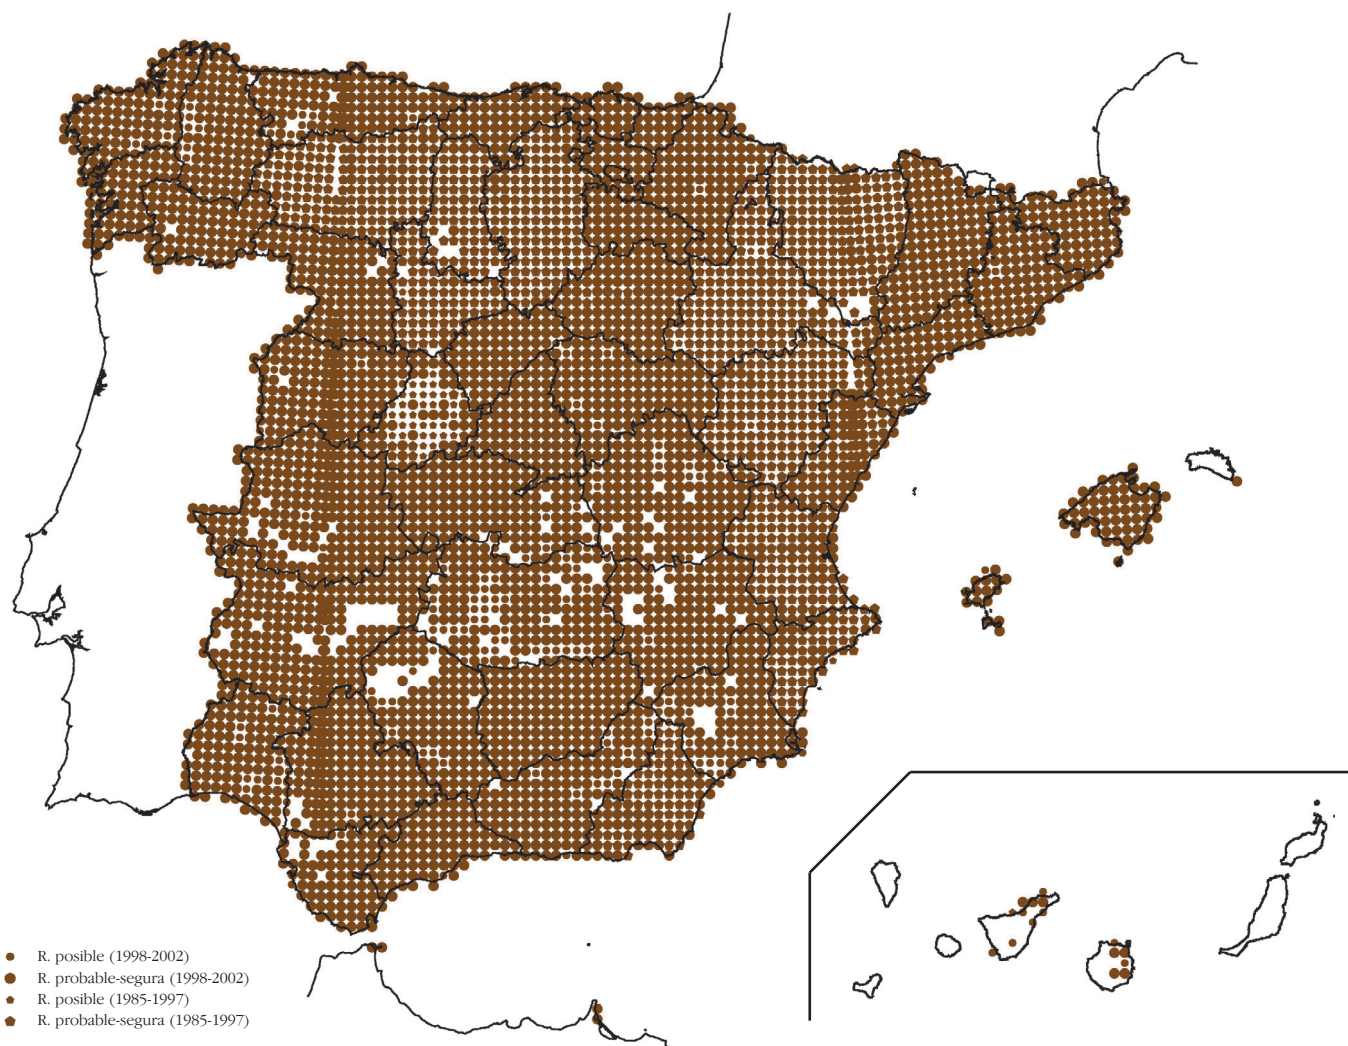 R. posible (1998-2002)
R. probable-segura (1998-2002)
R. posible (1985-1997)
R. probable-segura (1985-1997)